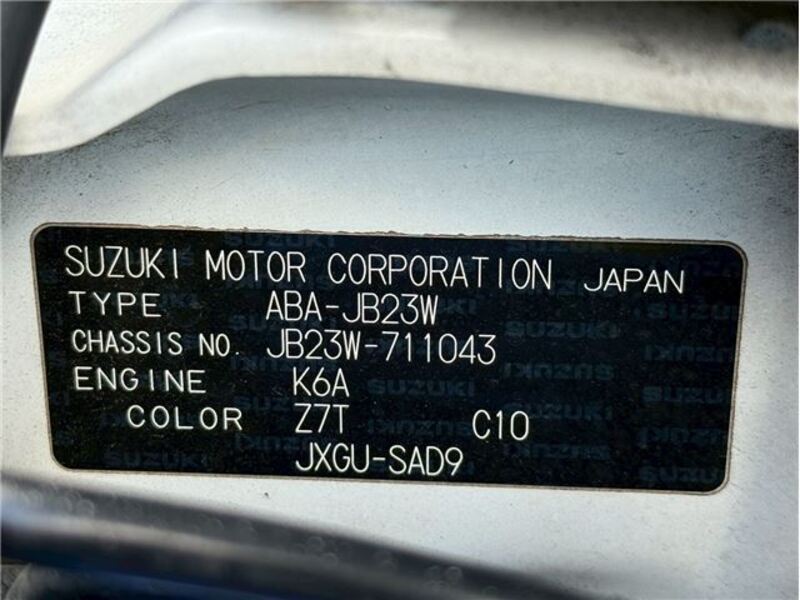 SUZUKI MOTOR CORPORATION JAPAN
TYPE ABA-JB23W
CHASSIS NO. JB23W-711043
ENGINE K6A
COLOR Z7T C10
JXGU-SAD9